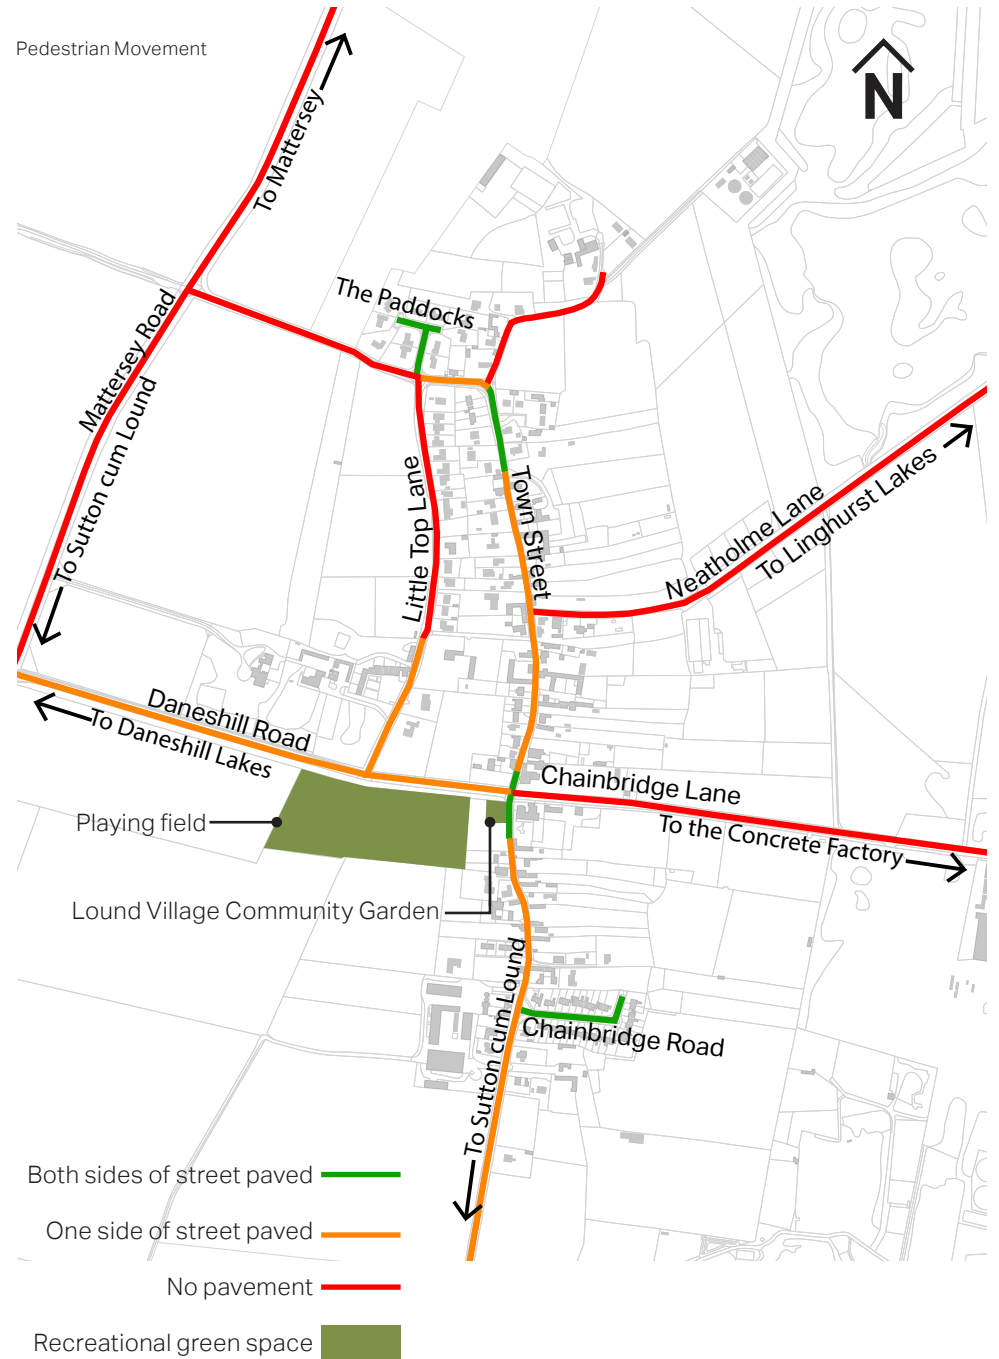 Pedestrian Movement
N
To Mattersey
The Paddocks
Mattersey Road
To Sutton cum Lound
Little Top Lane
Town Street
Neatholme Lane
To Linghurst Lakes
Daneshill Road
To Daneshill Lakes
Chainbridge Lane
To the Concrete Factory
Playing field
Lound Village Community Garden
To Sutton cum Lound
Chainbridge Road
Both sides of street paved
One side of street paved
No pavement
Recreational green space